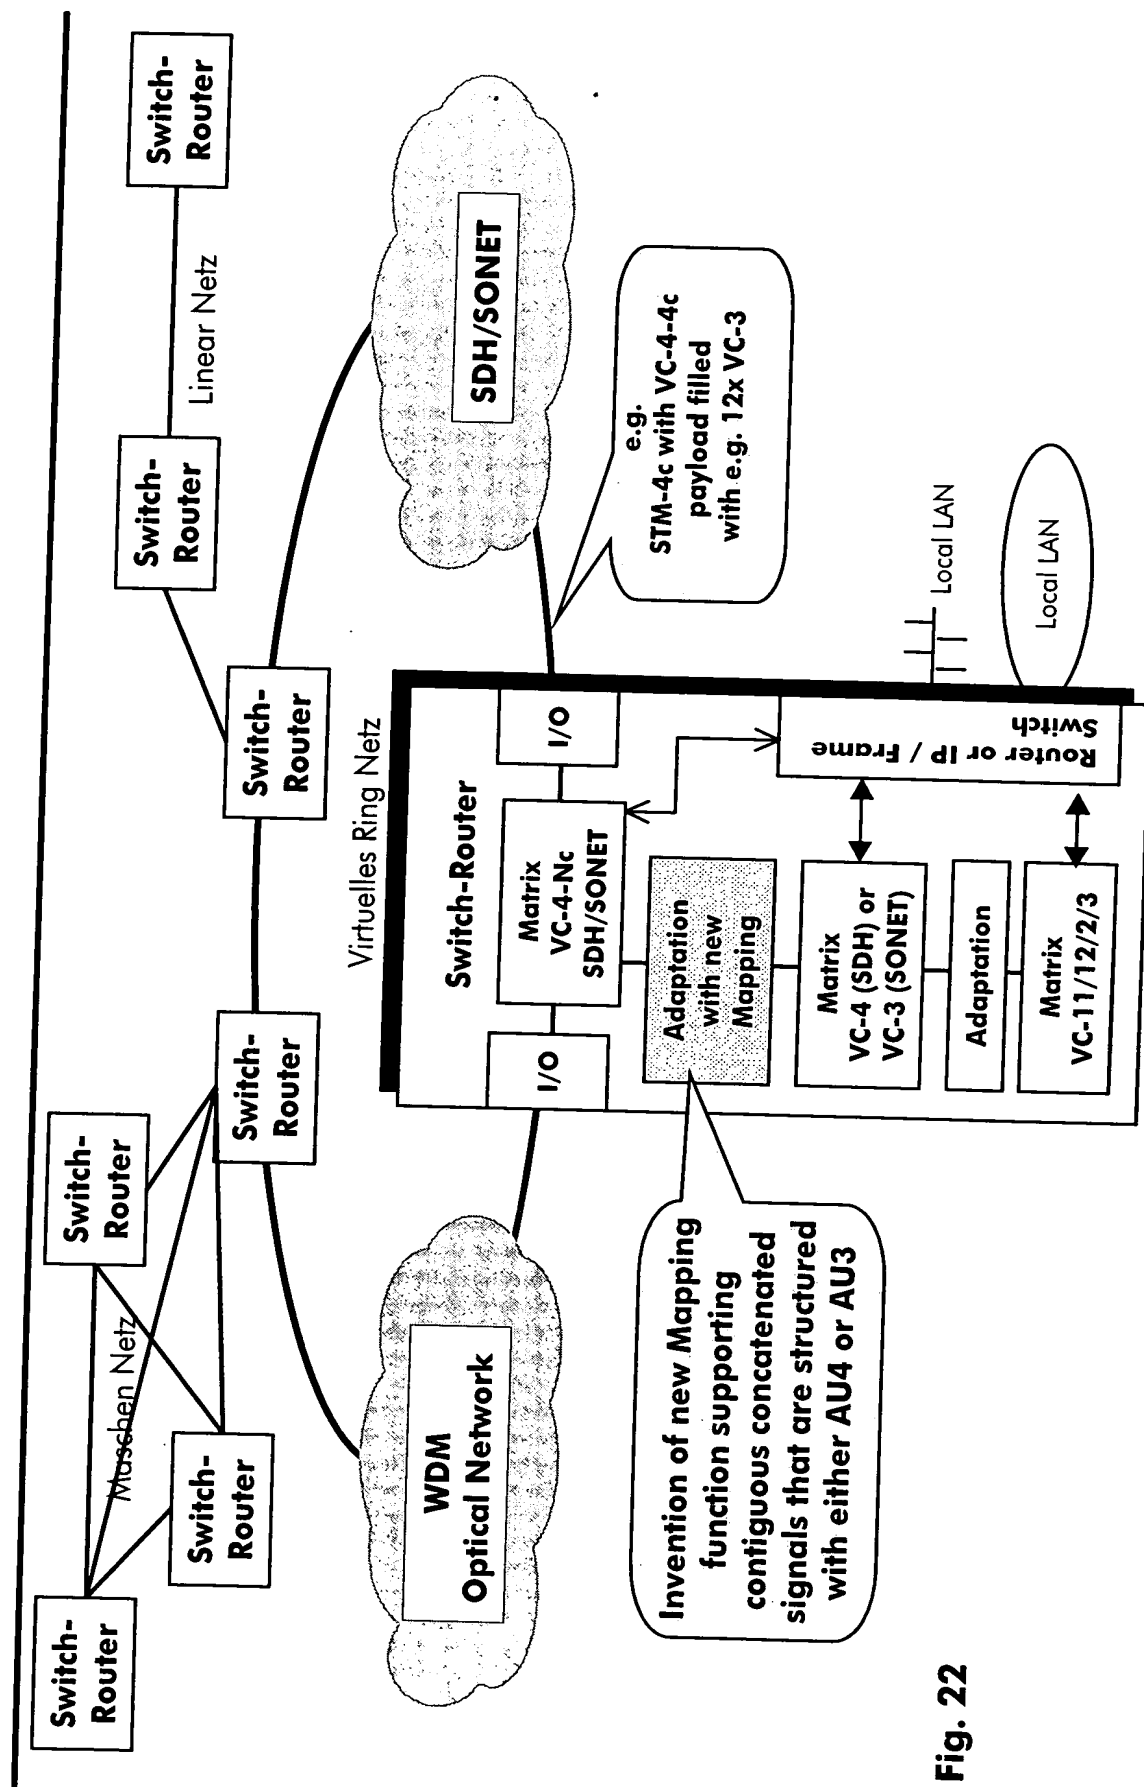 Switch-
Router
Switch-
Router
Switch-
Router
Maschen Netz
Switch-
Router
Switch-
Router
Switch-
Router
Linear Netz
Switch-
Router
WDM
Optical Network
Virtuelles Ring Netz
SDH/SONET
Switch-Router
I/O
Matrix
VC-4-Nc
SDH/SONET
I/O
e.g.
STM-4c with VC-4-4c
payload filled
with e.g. 12x VC-3
Invention of new Mapping
function supporting
contiguous concatenated
signals that are structured
with either AU4 or AU3
Adaptation
with new
Mapping
Matrix
VC-4 (SDH) or
VC-3 (SONET)
Adaptation
Matrix
VC-11/12/2/3
Router or IP / Frame
Switch
Local LAN
Local LAN
Fig. 22